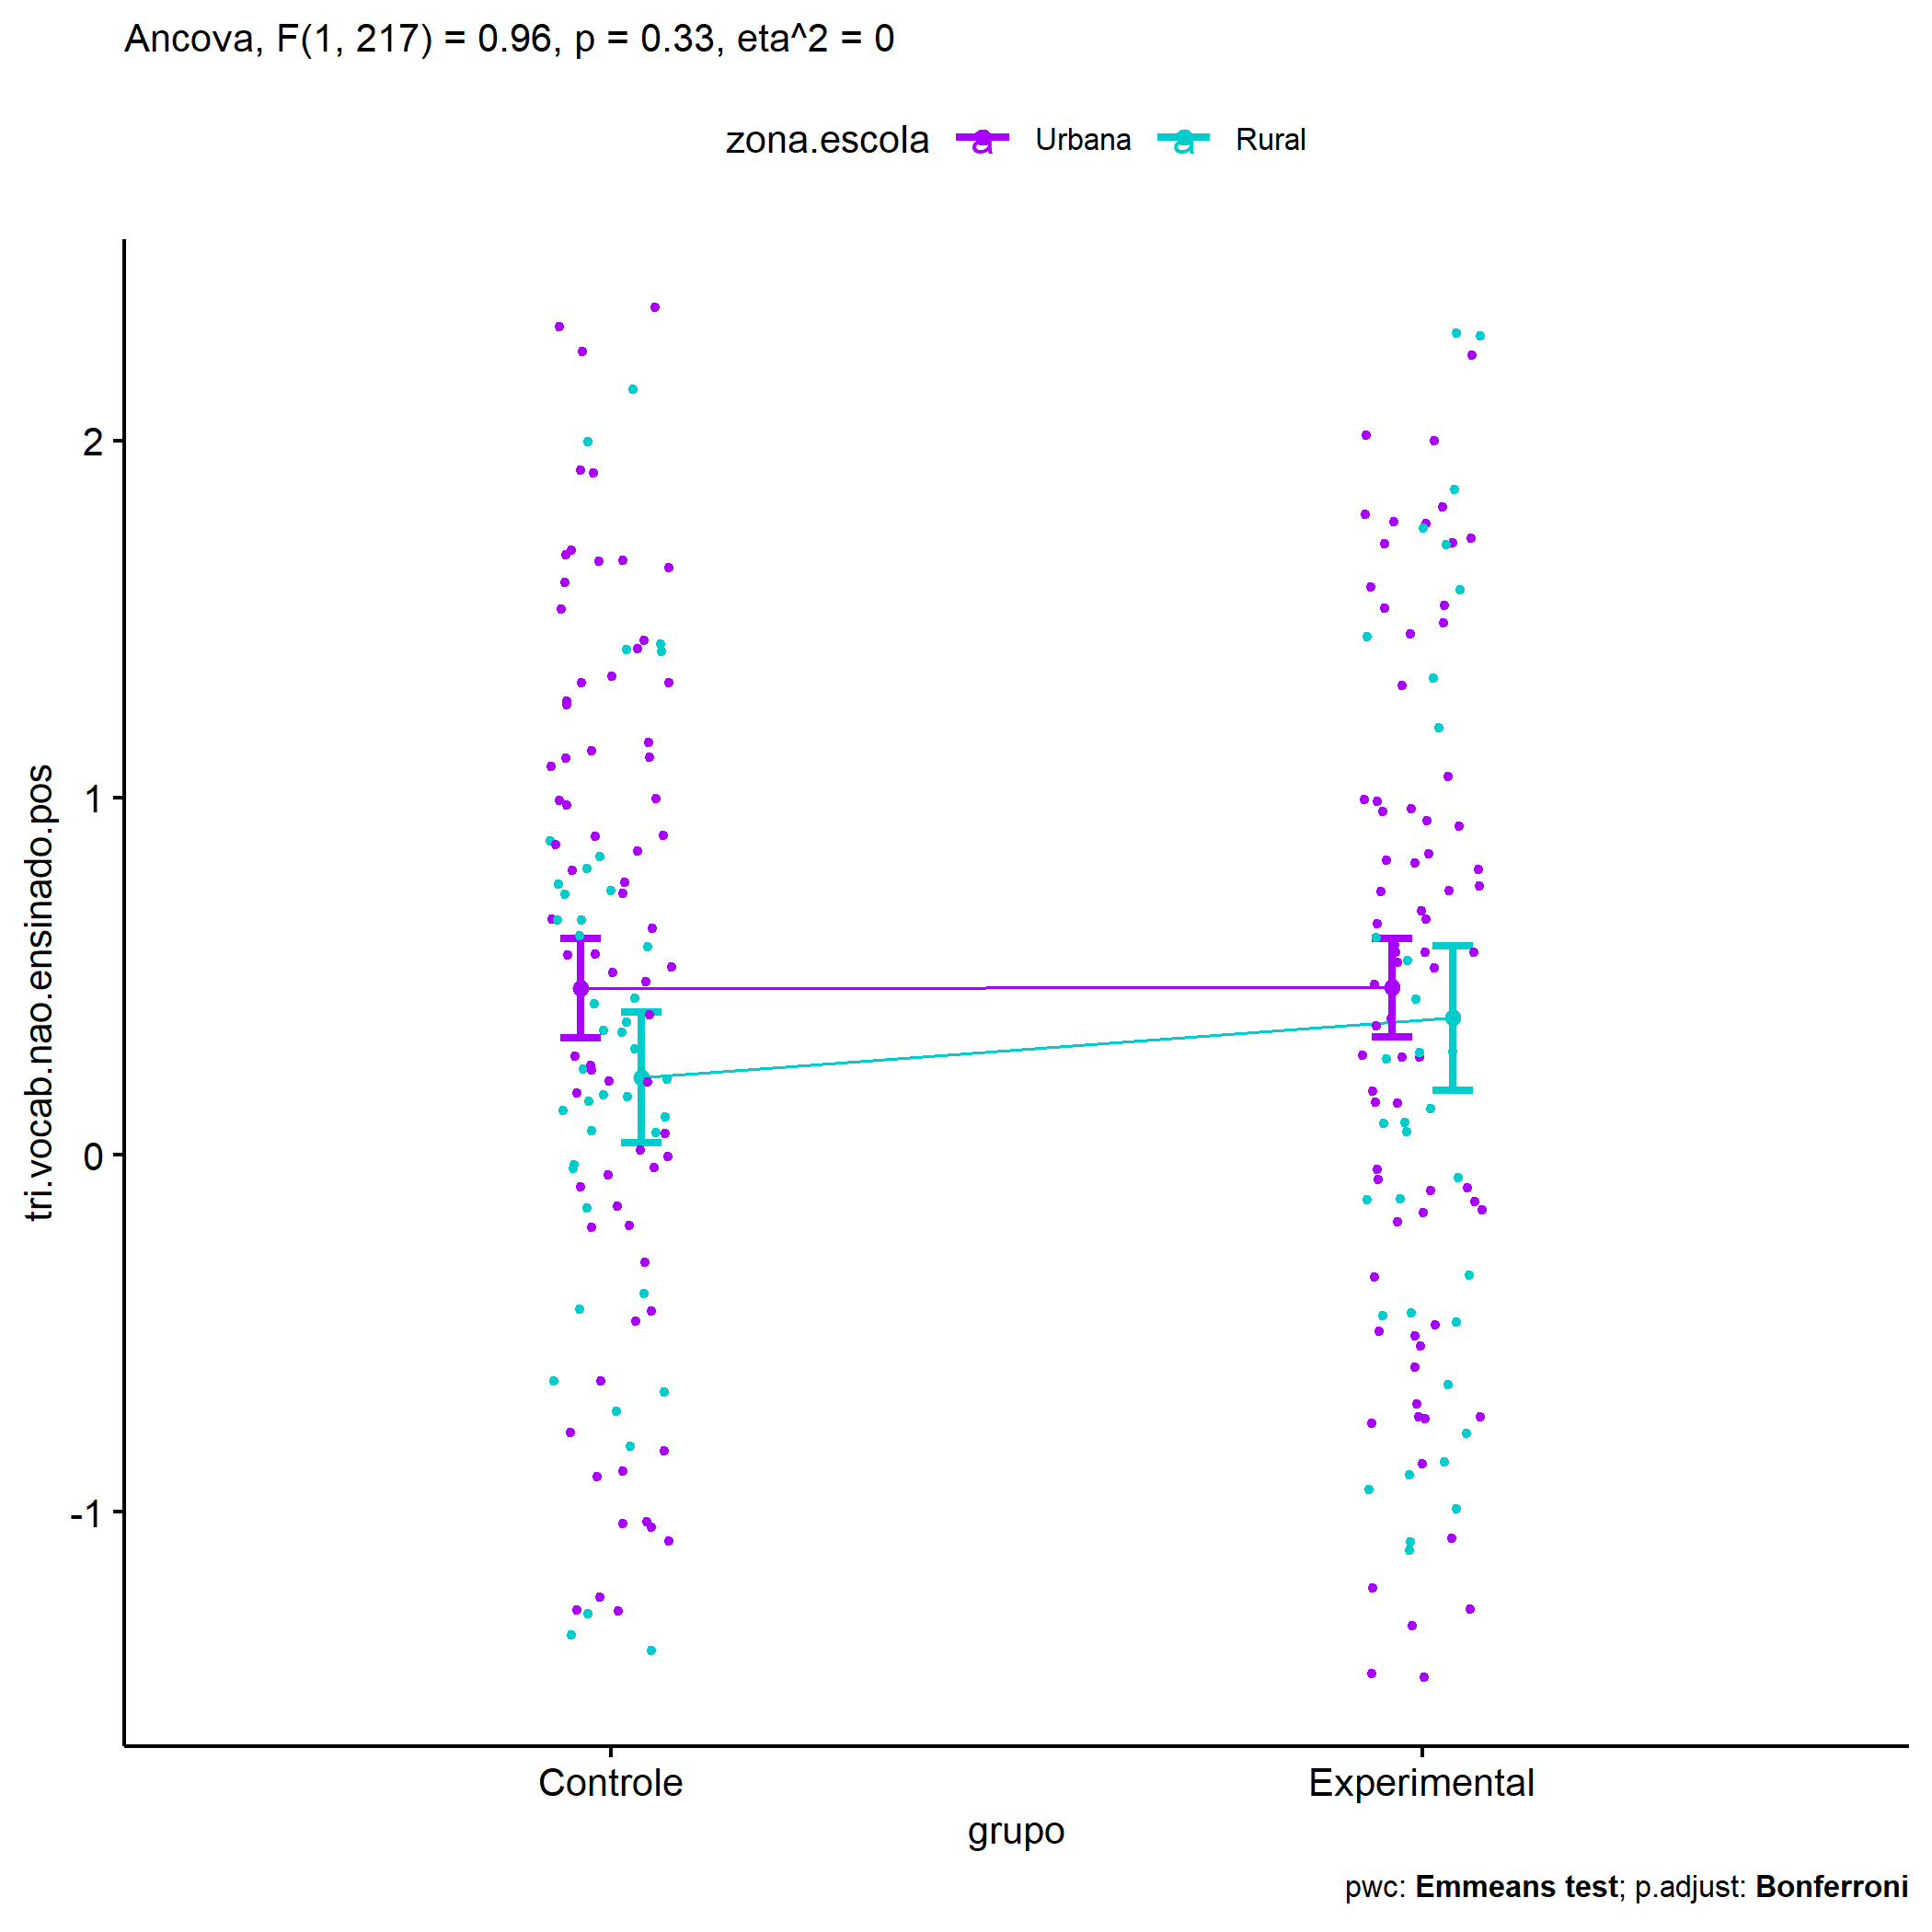 Ancova, F(1, 217) = 0.96, p = 0.33, eta^2 = 0
zona.escola a Urbana a Rural
tri.vocab.nao.ensinado.pos
2
1
0
-1
Controle Experimental
grupo
pwc: Emmeans test; p.adjust: Bonferroni